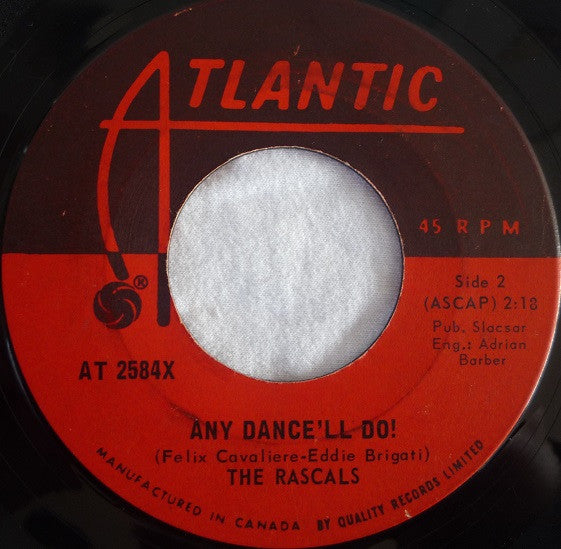 ATLANTIC
®
45 RPM
Side 2
(ASCAP) 2:18
Pub. Slacsar
Eng.: Adrian
Barber
AT 2584X
ANY DANCE'LL DO!
(Felix Cavaliere-Eddie Brigati)
THE RASCALS
MANUFACTURED IN CANADA BY QUALITY RECORDS LIMITED